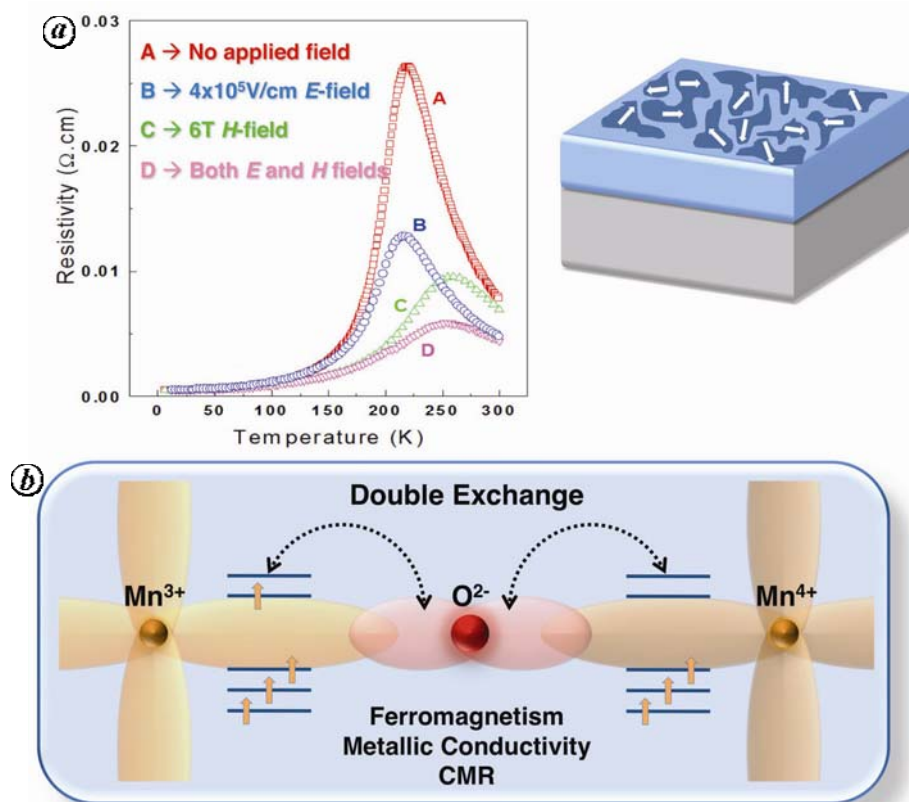 a
0.03
0.02
0.01
0.00
Resistivity (Ω.cm)
A → No applied field
B → 4x10⁵V/cm E-field
C → 6T H-field
D → Both E and H fields
A
B
C
D
0 50 100 150 200 250 300
Temperature (K)
b
Double Exchange
Mn³⁺ O²⁻ Mn⁴⁺
Ferromagnetism
Metallic Conductivity
CMR